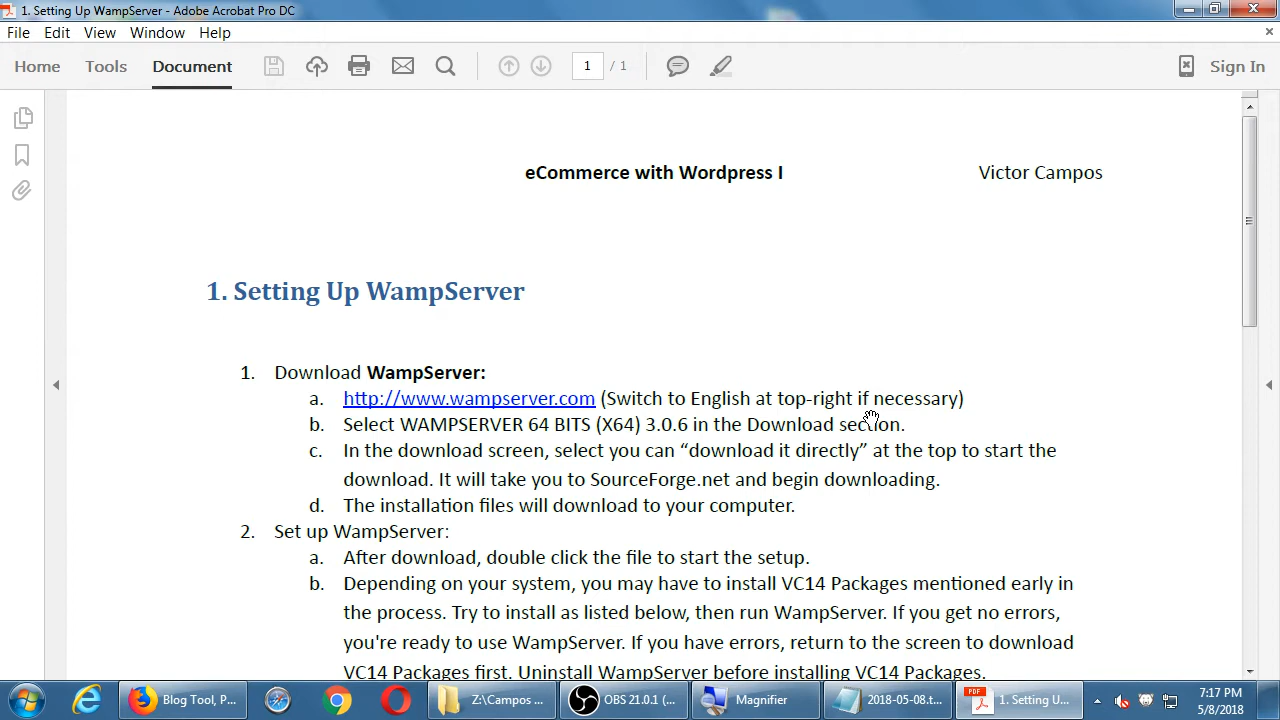 1. Setting Up WampServer - Adobe Acrobat Pro DC
File Edit View Window Help
Home Tools Document 1 / 1 Sign In
eCommerce with Wordpress I Victor Campos
1. Setting Up WampServer
1. Download WampServer:
a. http://www.wampserver.com (Switch to English at top-right if necessary)
b. Select WAMPSERVER 64 BITS (X64) 3.0.6 in the Download section.
c. In the download screen, select you can “download it directly” at the top to start the
download. It will take you to SourceForge.net and begin downloading.
d. The installation files will download to your computer.
2. Set up WampServer:
a. After download, double click the file to start the setup.
b. Depending on your system, you may have to install VC14 Packages mentioned early in
the process. Try to install as listed below, then run WampServer. If you get no errors,
you're ready to use WampServer. If you have errors, return to the screen to download
VC14 Packages first. Uninstall WampServer before installing VC14 Packages.
Blog Tool, P... Z:\Campos ... OBS 21.0.1 (... Magnifier 2018-05-08.t... PDF 1. Setting U... 7:17 PM
5/8/2018